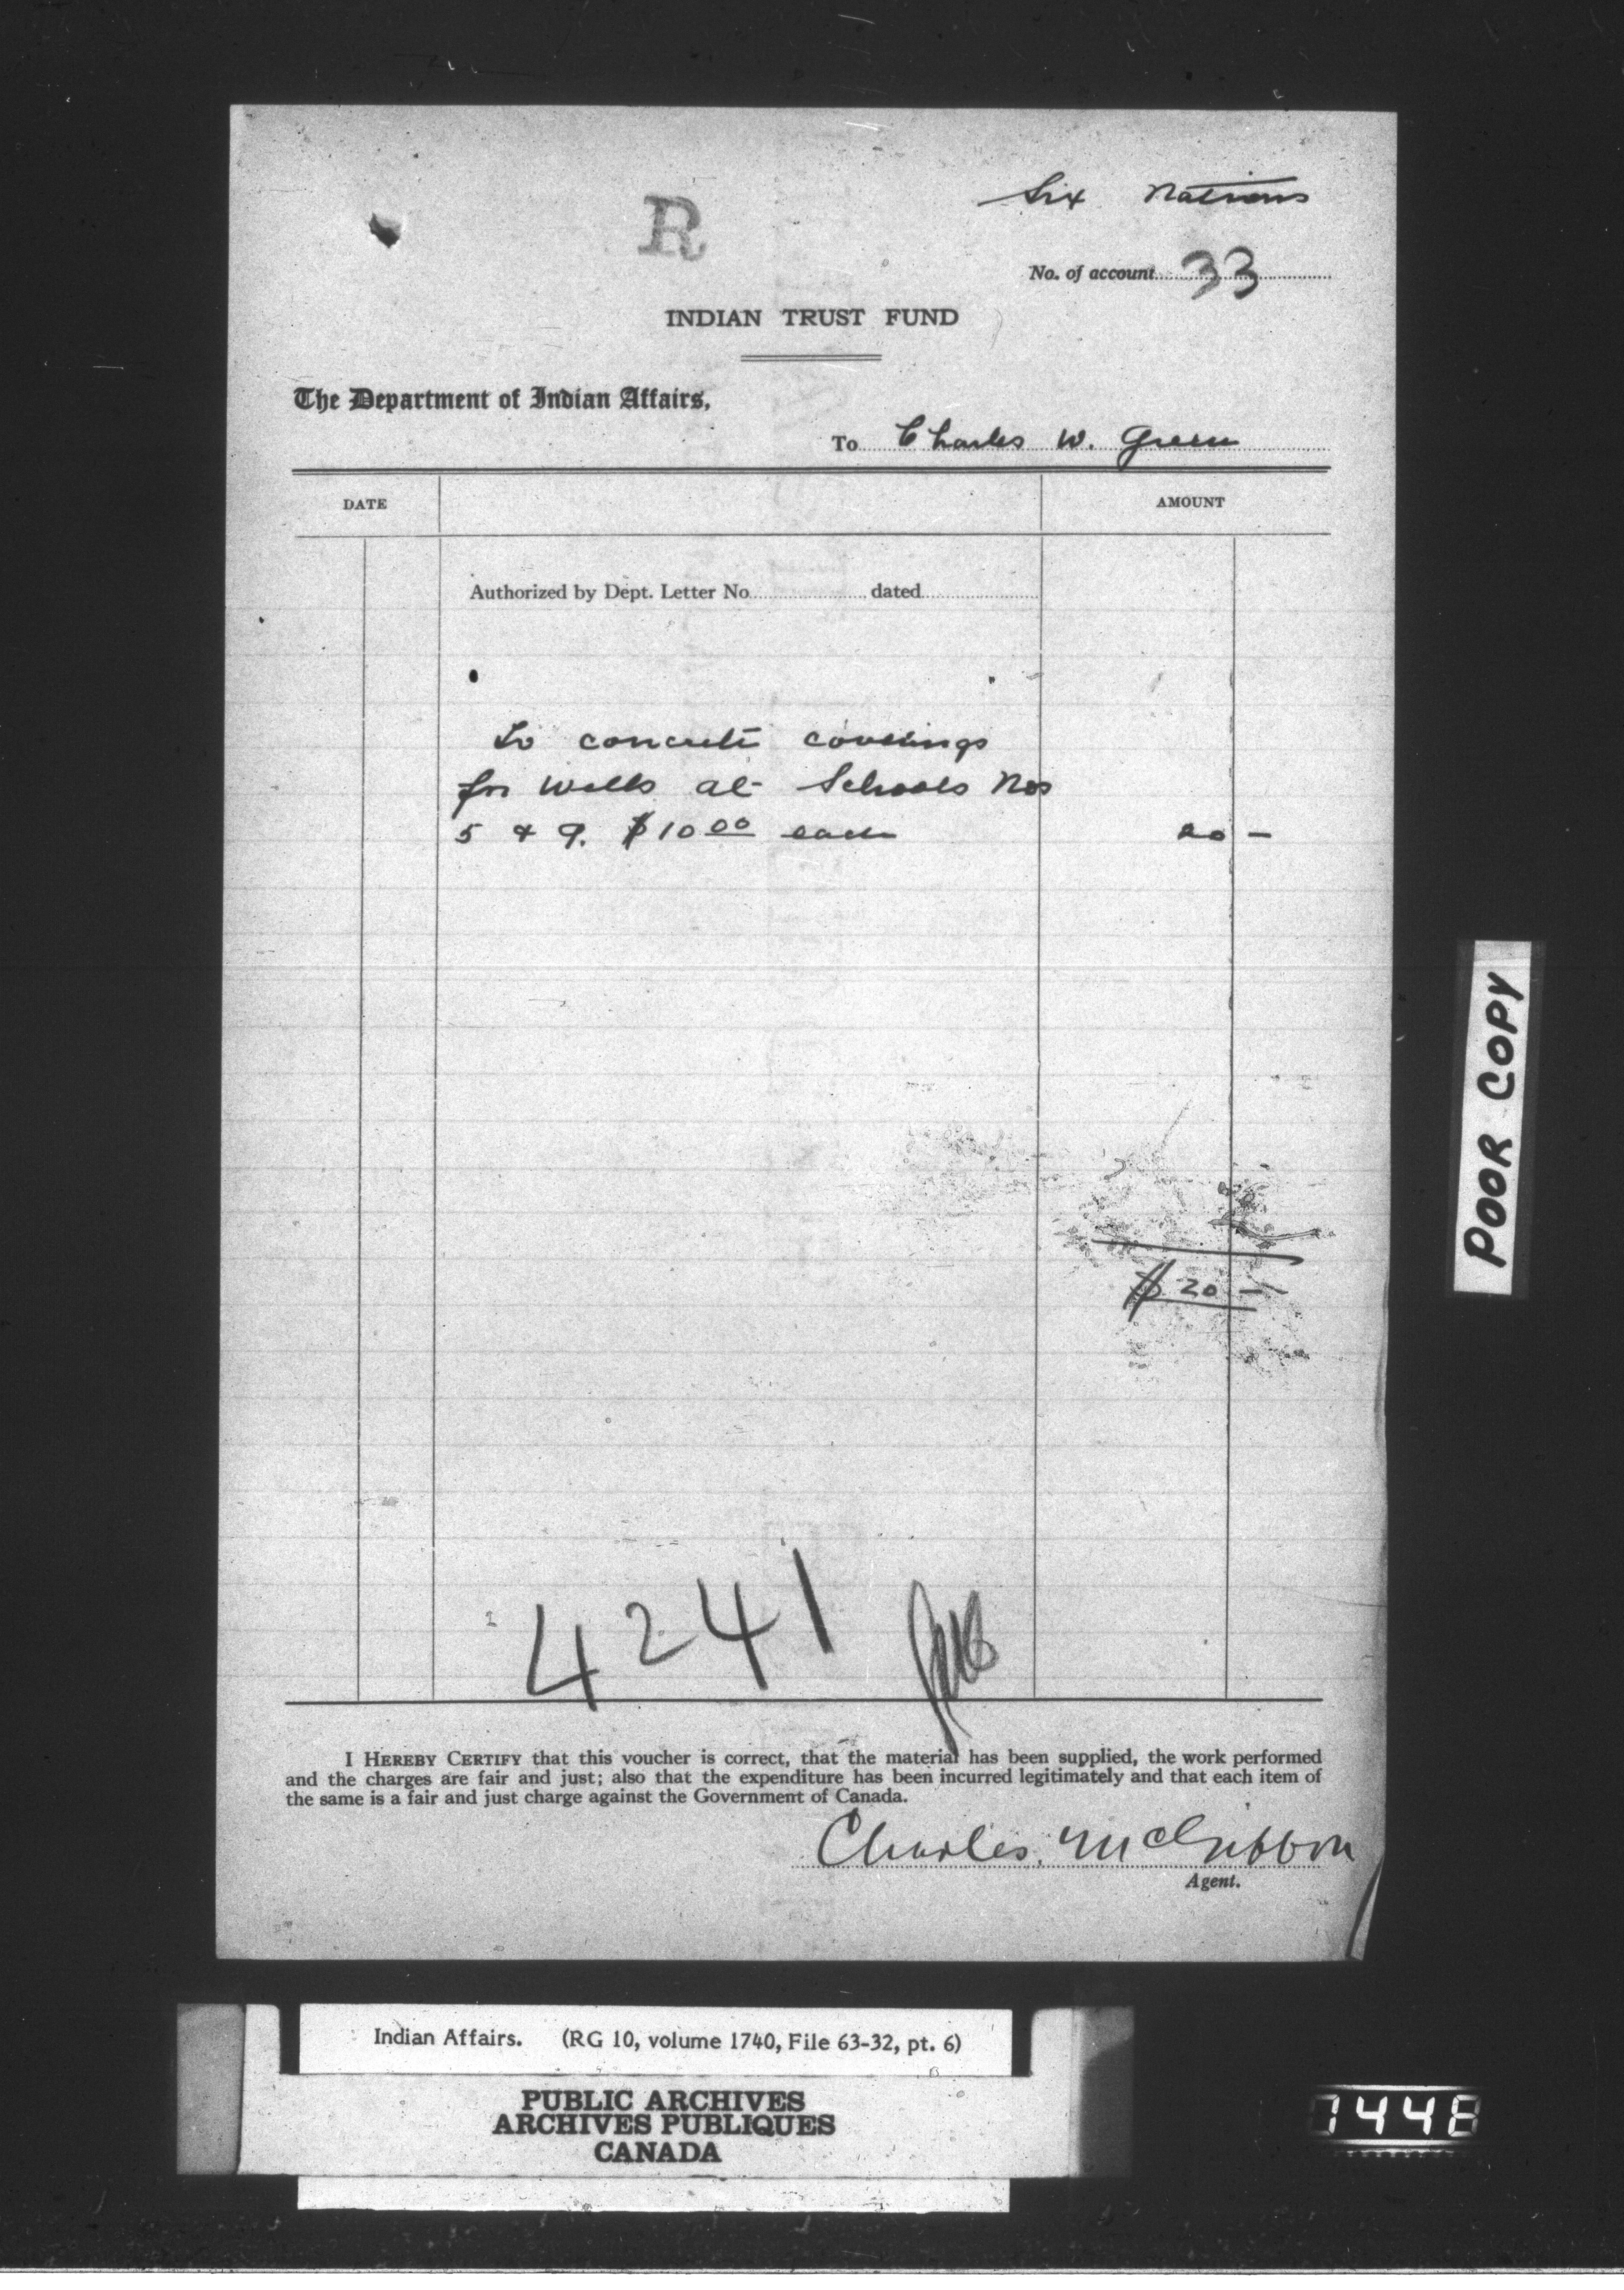 Six Nations
R
No. of account 33
INDIAN TRUST FUND
The Department of Indian Affairs,
To Charles W. Green
DATE AMOUNT
Authorized by Dept. Letter No. dated
To concrete coverings
for wells at Schools Nos
5 & 9. $10 00 each 20 —
$ 20 —
4241
I HEREBY CERTIFY that this voucher is correct, that the material has been supplied, the work performed
and the charges are fair and just; also that the expenditure has been incurred legitimately and that each item of
the same is a fair and just charge against the Government of Canada.
Charles McGibbon
Agent.
POOR COPY
Indian Affairs. (RG 10, volume 1740, File 63-32, pt. 6)
PUBLIC ARCHIVES
ARCHIVES PUBLIQUES
CANADA
1448